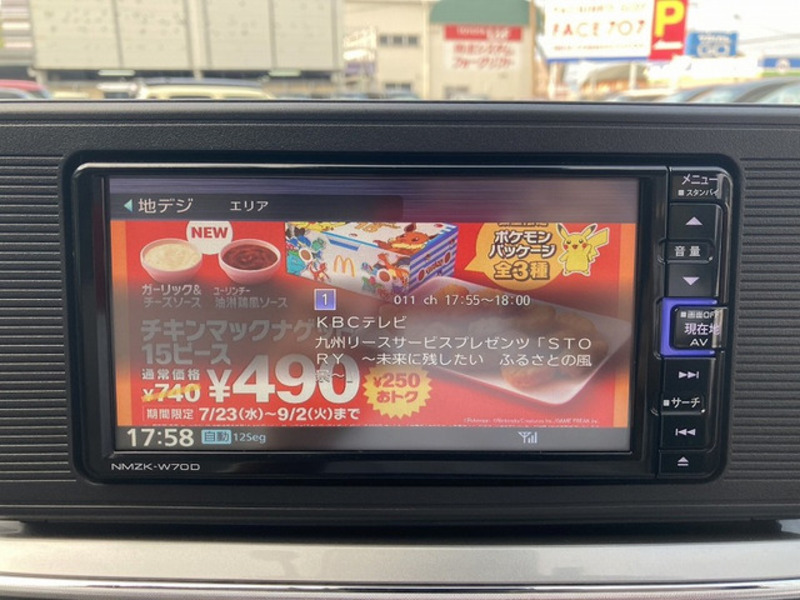 FACE 707
P
メニュー
■スタンバイ
音量
■画面OFF
現在地
AV
■サーチ
地デジ
エリア
NEW
ポケモン
パッケージ
全3種
ガーリック&
チーズソース
ユーリンチー
油淋鶏風ソース
1
011 ch 17:55～18:00
KBCテレビ
九州リースサービスプレゼンツ「STO
RY ～未来に残したい ふるさとの風
景～」
チキンマックナゲット
15ピース
通常価格
¥740
¥490
¥250
おトク
期間限定 7/23(水)～9/2(火)まで
17:58
自動
12Seg
NMZK-W70D